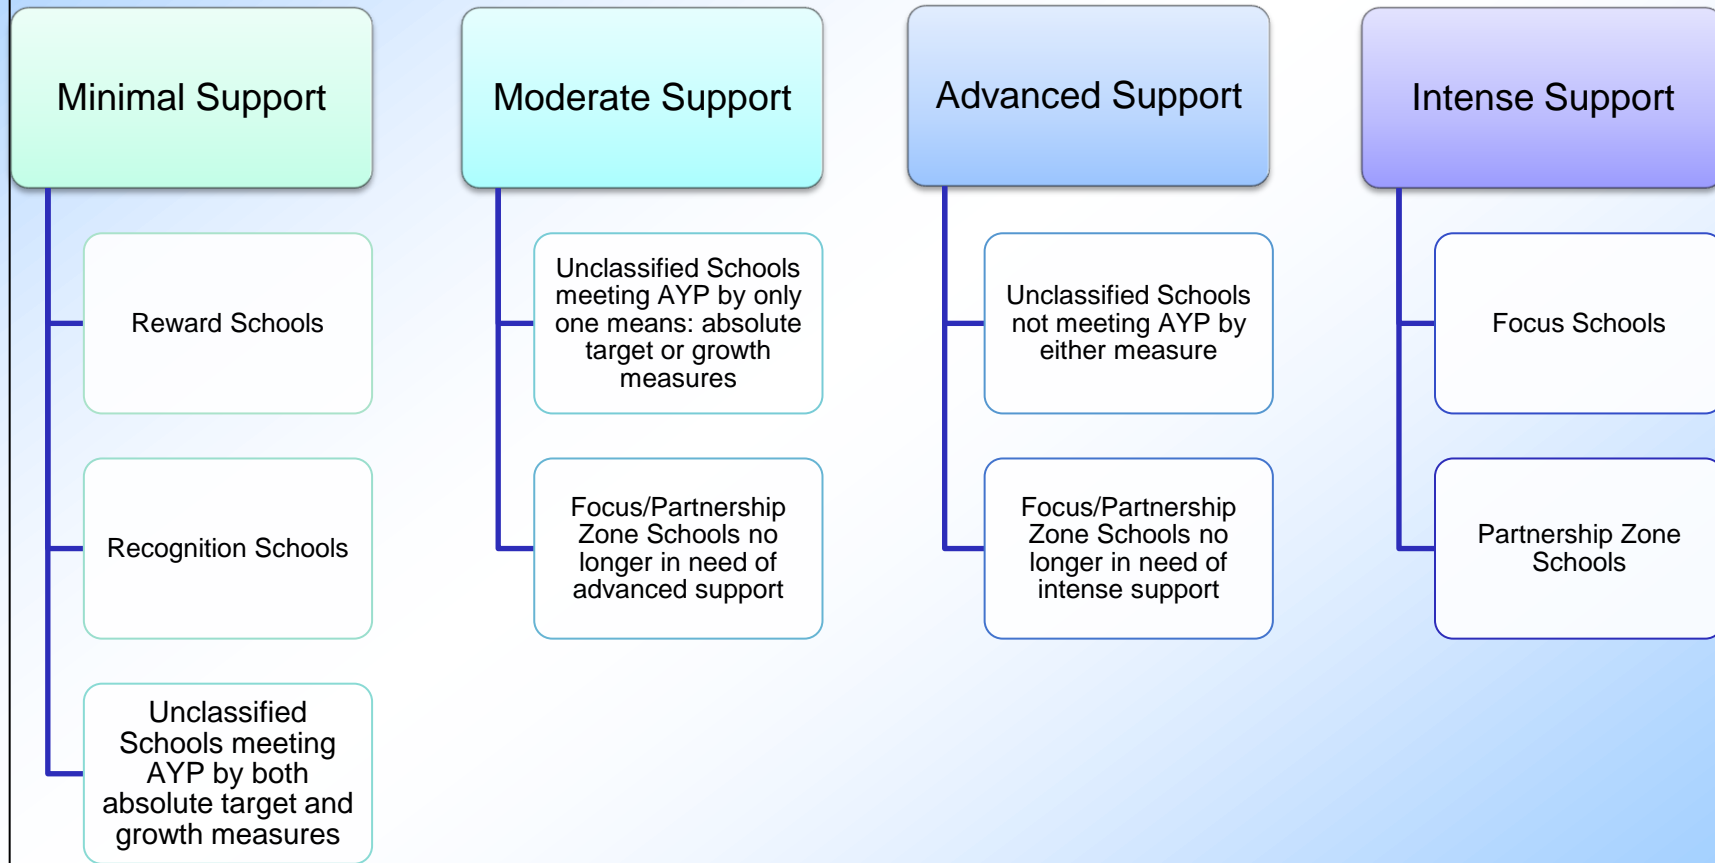 Minimal Support
Reward Schools
Recognition Schools
Unclassified
Schools meeting
AYP by both
absolute target and
growth measures
Moderate Support
Unclassified Schools
meeting AYP by only
one means: absolute
target or growth
measures
Focus/Partnership
Zone Schools no
longer in need of
advanced support
Advanced Support
Unclassified Schools
not meeting AYP by
either measure
Focus/Partnership
Zone Schools no
longer in need of
intense support
Intense Support
Focus Schools
Partnership Zone
Schools